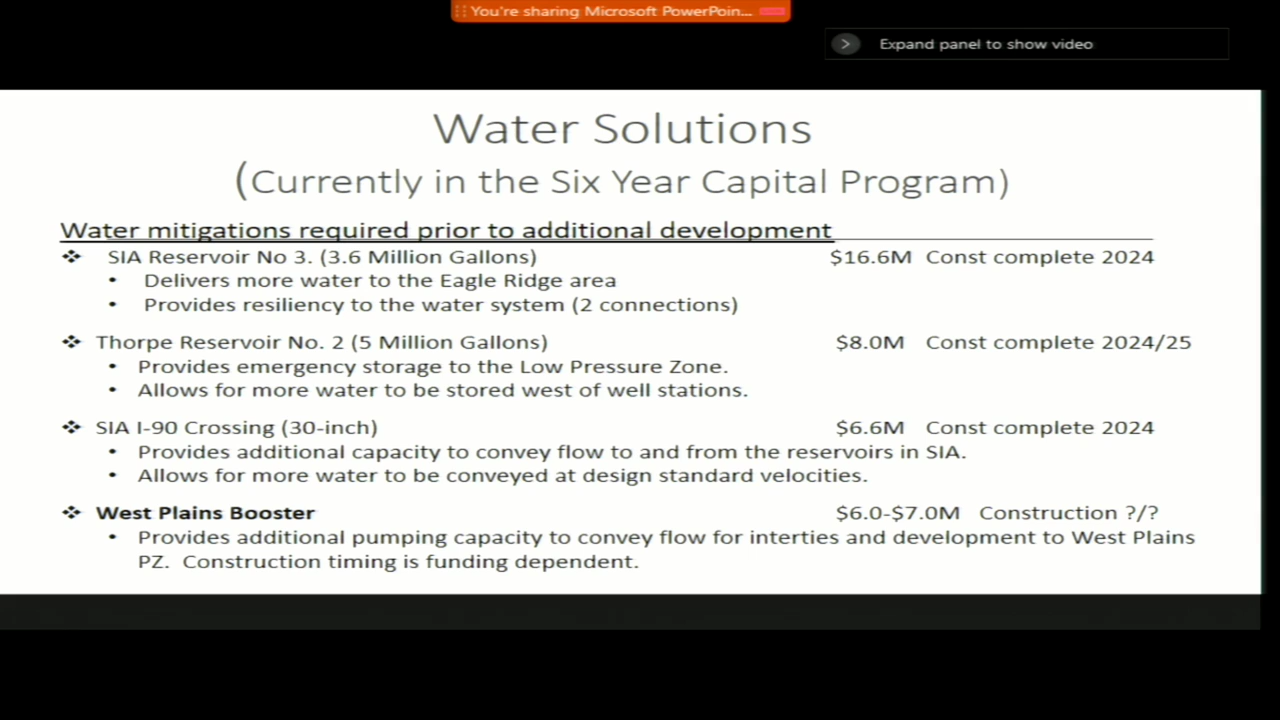 You're sharing Microsoft PowerPoin...
Expand panel to show video
Water Solutions
(Currently in the Six Year Capital Program)
Water mitigations required prior to additional development
❖ SIA Reservoir No 3. (3.6 Million Gallons) $16.6M Const complete 2024
• Delivers more water to the Eagle Ridge area
• Provides resiliency to the water system (2 connections)
❖ Thorpe Reservoir No. 2 (5 Million Gallons) $8.0M Const complete 2024/25
• Provides emergency storage to the Low Pressure Zone.
• Allows for more water to be stored west of well stations.
❖ SIA I-90 Crossing (30-inch) $6.6M Const complete 2024
• Provides additional capacity to convey flow to and from the reservoirs in SIA.
• Allows for more water to be conveyed at design standard velocities.
❖ West Plains Booster $6.0-$7.0M Construction ?/?
• Provides additional pumping capacity to convey flow for interties and development to West Plains
PZ. Construction timing is funding dependent.